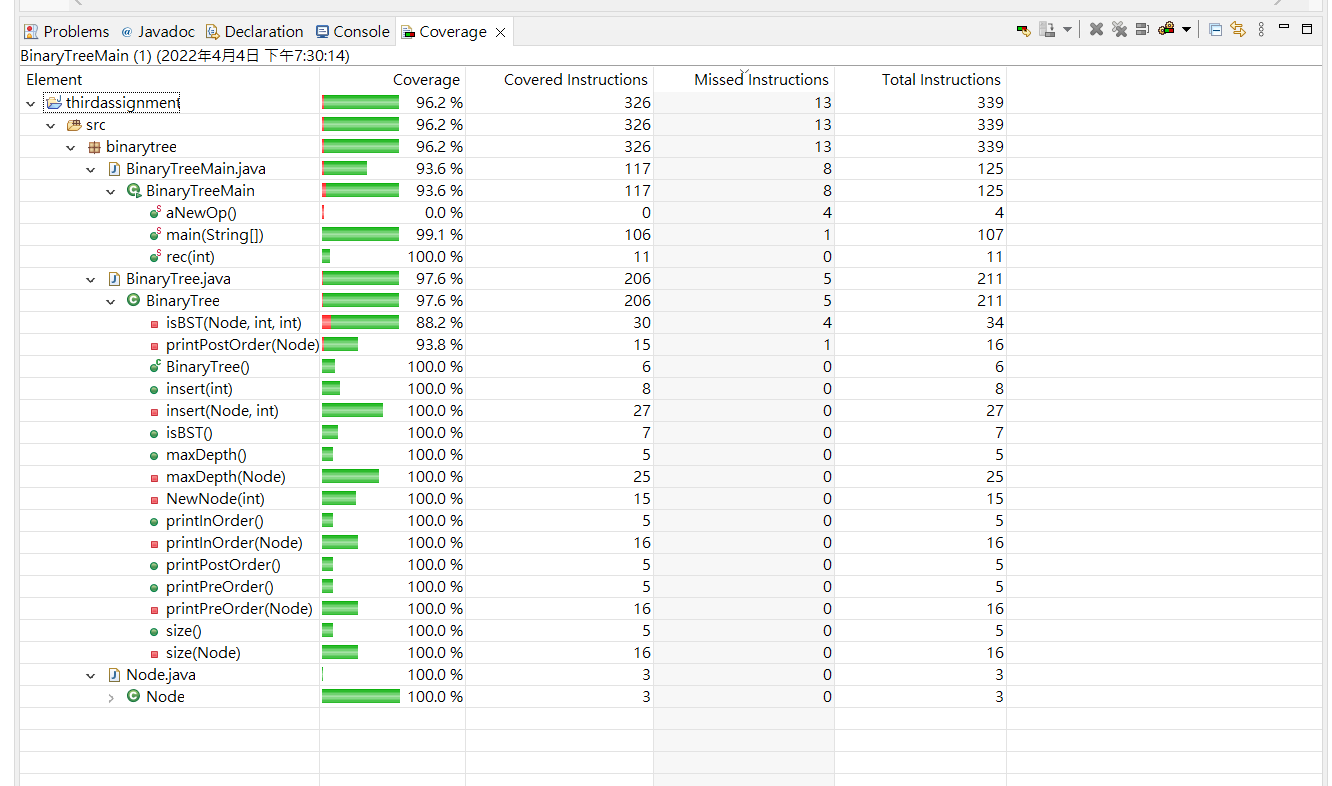 Problems @ Javadoc Declaration Console Coverage
BinaryTreeMain (1) (2022年4月4日 下午7:30:14)
Element Coverage Covered Instructions Missed Instructions Total Instructions
thirdassignment 96.2 % 326 13 339
src 96.2 % 326 13 339
binarytree 96.2 % 326 13 339
BinaryTreeMain.java 93.6 % 117 8 125
BinaryTreeMain 93.6 % 117 8 125
aNewOp() 0.0 % 0 4 4
main(String[]) 99.1 % 106 1 107
rec(int) 100.0 % 11 0 11
BinaryTree.java 97.6 % 206 5 211
BinaryTree 97.6 % 206 5 211
isBST(Node, int, int) 88.2 % 30 4 34
printPostOrder(Node) 93.8 % 15 1 16
BinaryTree() 100.0 % 6 0 6
insert(int) 100.0 % 8 0 8
insert(Node, int) 100.0 % 27 0 27
isBST() 100.0 % 7 0 7
maxDepth() 100.0 % 5 0 5
maxDepth(Node) 100.0 % 25 0 25
NewNode(int) 100.0 % 15 0 15
printInOrder() 100.0 % 5 0 5
printInOrder(Node) 100.0 % 16 0 16
printPostOrder() 100.0 % 5 0 5
printPreOrder() 100.0 % 5 0 5
printPreOrder(Node) 100.0 % 16 0 16
size() 100.0 % 5 0 5
size(Node) 100.0 % 16 0 16
Node.java 100.0 % 3 0 3
Node 100.0 % 3 0 3